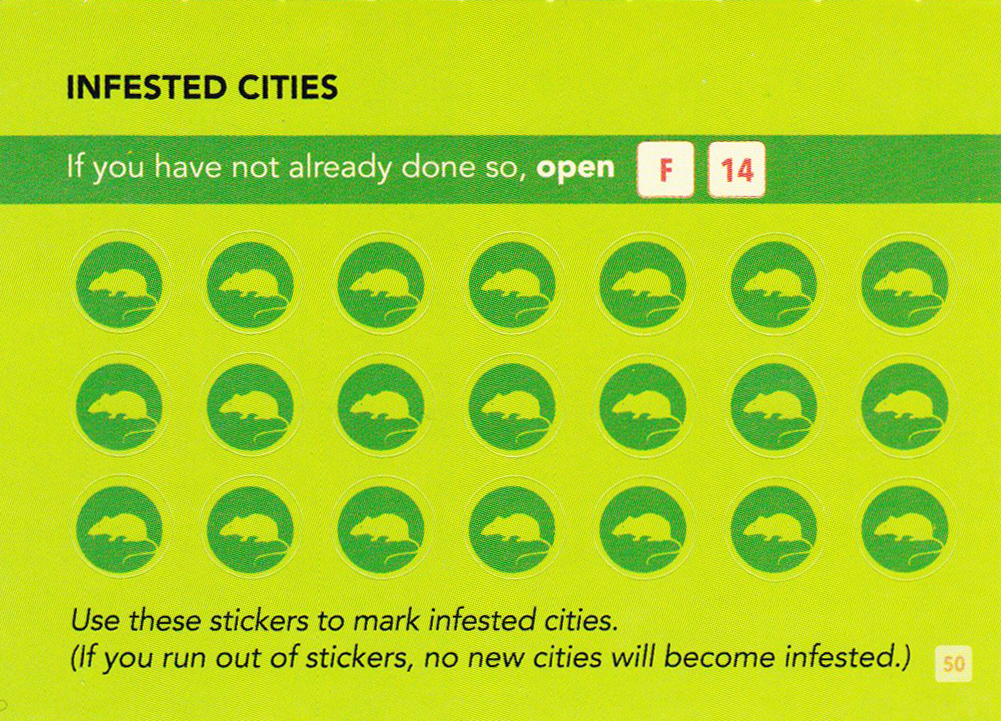 INFESTED CITIES
If you have not already done so, open F 14
Use these stickers to mark infested cities.
(If you run out of stickers, no new cities will become infested.) 50